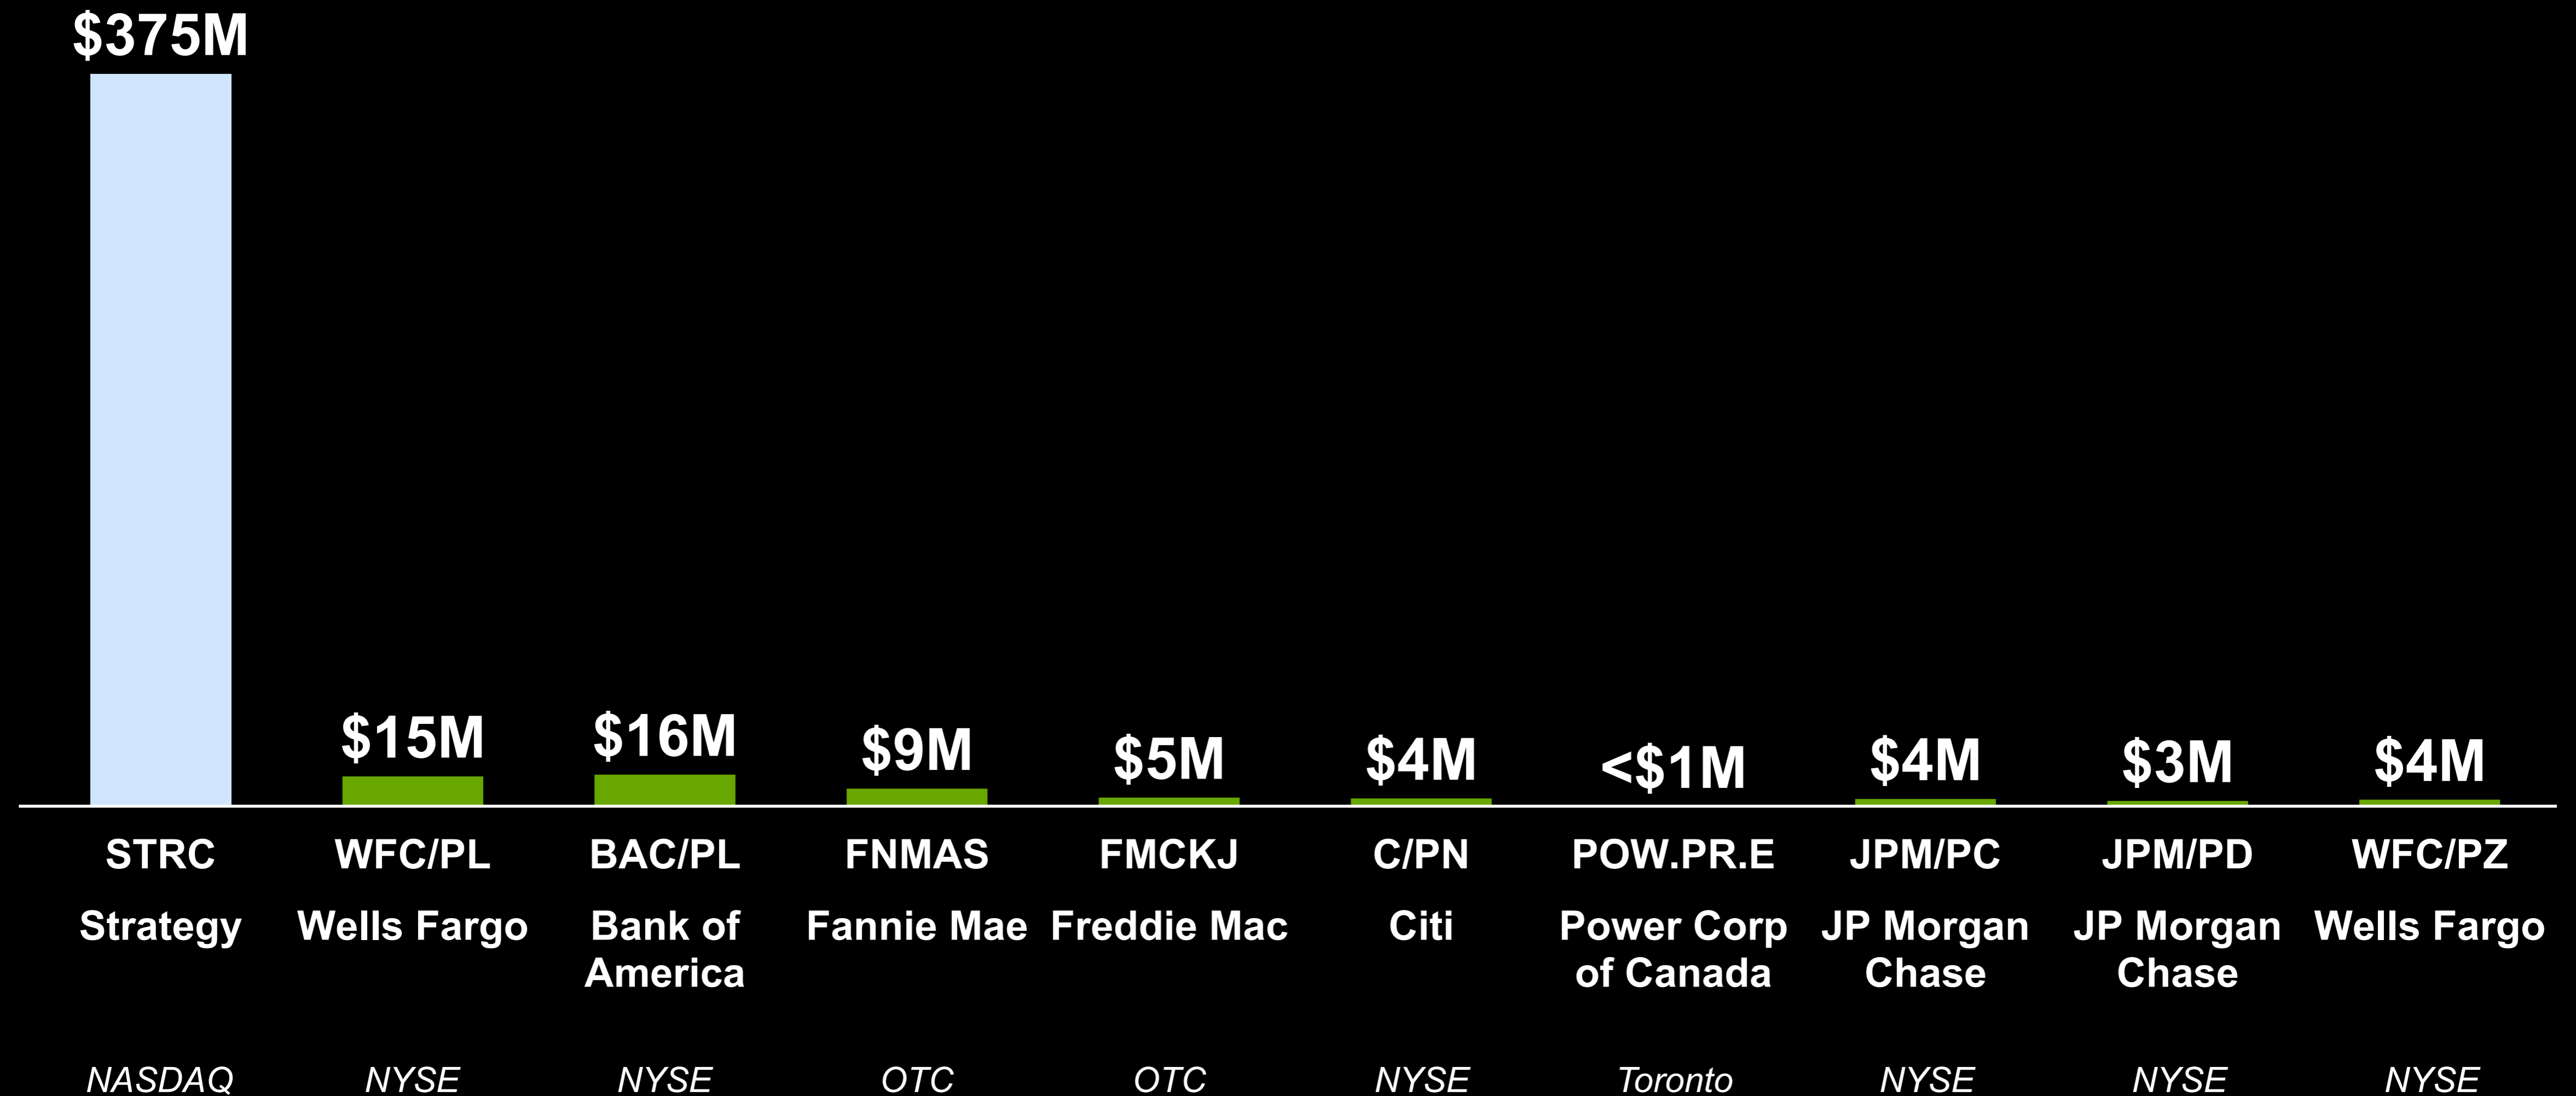 $375M
$15M
$16M
$9M
$5M
$4M
<$1M
$4M
$3M
$4M
STRC
WFC/PL
BAC/PL
FNMAS
FMCKJ
C/PN
POW.PR.E
JPM/PC
JPM/PD
WFC/PZ
Strategy
Wells Fargo
Bank of
America
Fannie Mae
Freddie Mac
Citi
Power Corp
of Canada
JP Morgan
Chase
JP Morgan
Chase
Wells Fargo
NASDAQ
NYSE
NYSE
OTC
OTC
NYSE
Toronto
NYSE
NYSE
NYSE